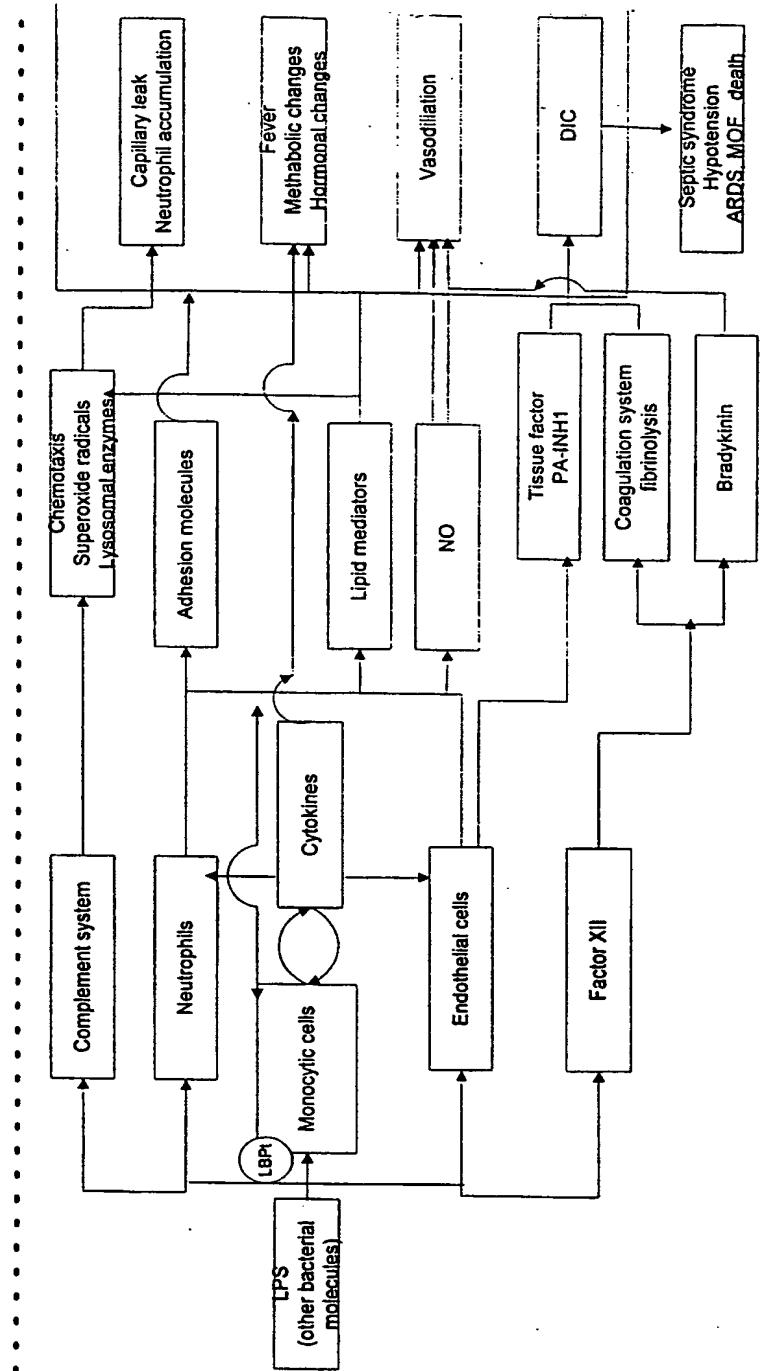 LPS
(other bacterial
molecules)
LBPt
Monocytic cells
Complement system
Neutrophils
Cytokines
Endothelial cells
Factor XII
Chemotaxis
Superoxide radicals
Lysosomal enzymes
Adhesion molecules
Lipid mediators
NO
Tissue factor
PA-INH1
Coagulation system
fibrinolysis
Bradykinin
Capillary leak
Neutrophil accumulation
Fever
Methabolic changes
Hormonal changes
Vasodiliation
DIC
Septic syndrome
Hypotension
ARDS, MOF, death